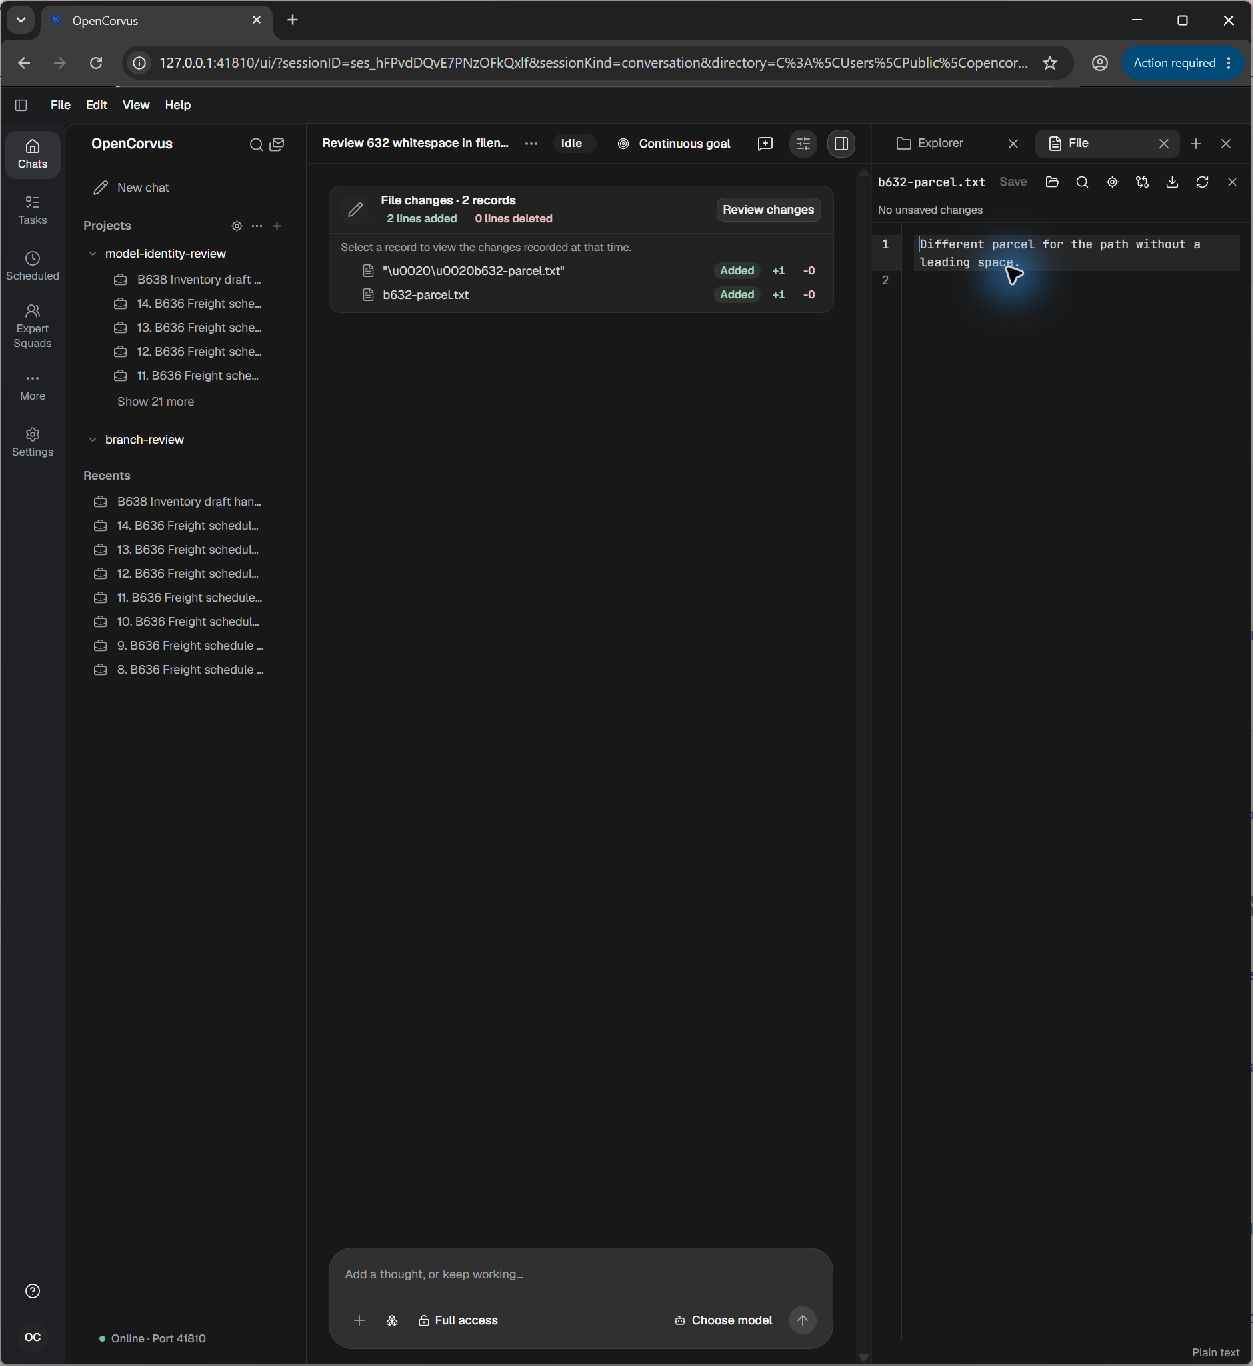 OpenCorvus
127.0.0.1:41810/ui/?sessionID=ses_hFPvdDQvE7PNzOFkQxlf&sessionKind=conversation&directory=C%3A%5CUsers%5CPublic%5Copencor...
Action required
File Edit View Help
Chats
Tasks
Scheduled
Expert
Squads
More
Settings
OC
OpenCorvus
New chat
Projects
model-identity-review
B638 Inventory draft ...
14. B636 Freight sche...
13. B636 Freight sche...
12. B636 Freight sche...
11. B636 Freight sche...
Show 21 more
branch-review
Recents
B638 Inventory draft han...
14. B636 Freight schedul...
13. B636 Freight schedul...
12. B636 Freight schedul...
11. B636 Freight schedule...
10. B636 Freight schedul...
9. B636 Freight schedule ...
8. B636 Freight schedule ...
Online · Port 41810
Review 632 whitespace in filen... ... Idle Continuous goal
File changes · 2 records
2 lines added 0 lines deleted
Review changes
Select a record to view the changes recorded at that time.
"\u0020\u0020b632-parcel.txt" Added +1 -0
b632-parcel.txt Added +1 -0
Add a thought, or keep working...
Full access Choose model
Explorer File
b632-parcel.txt Save
No unsaved changes
1 Different parcel for the path without a
leading space.
2
Plain text